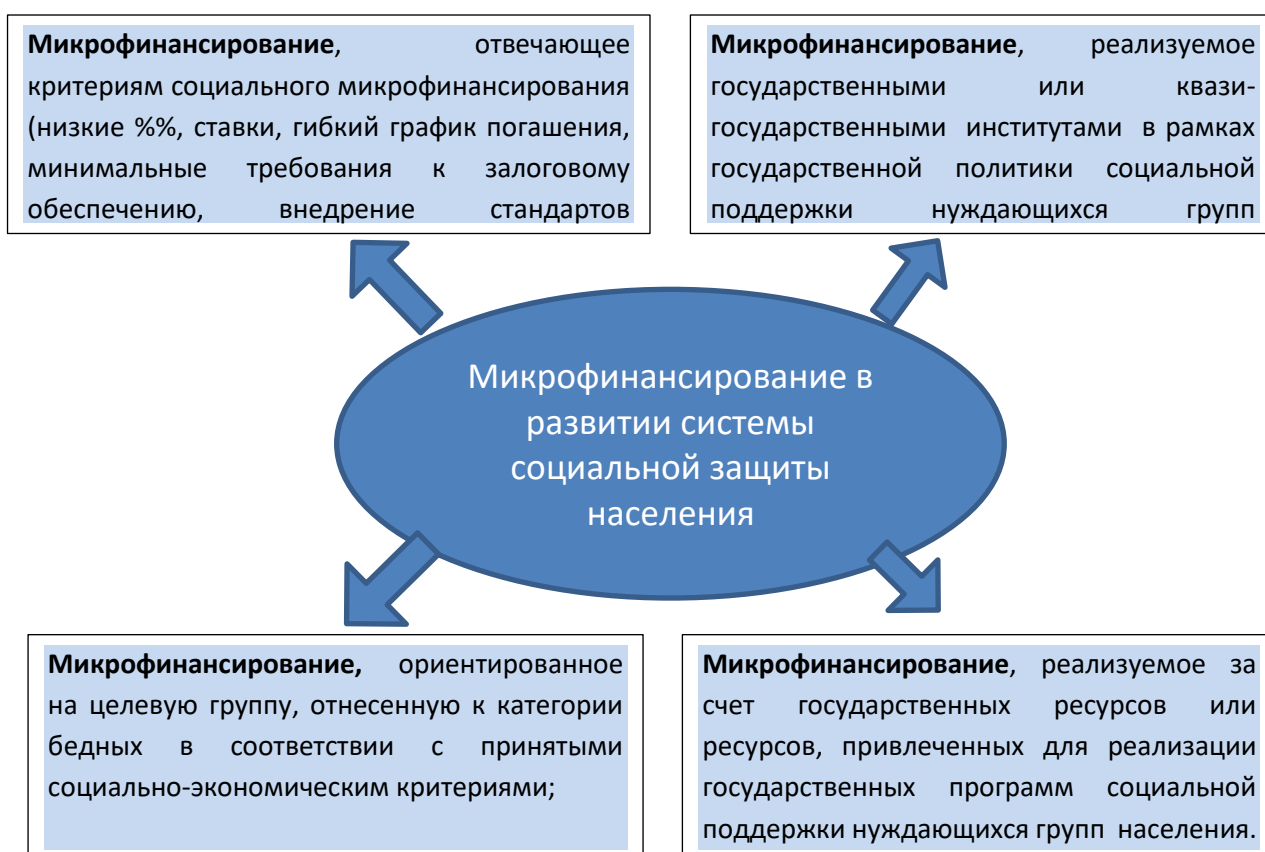 Микрофинансирование, отвечающее
критериям социального микрофинансирования
(низкие %%, ставки, гибкий график погашения,
минимальные требования к залоговому
обеспечению, внедрение стандартов
Микрофинансирование, реализуемое
государственными или квази-
государственными институтами в рамках
государственной политики социальной
поддержки нуждающихся групп
Микрофинансирование в
развитии системы
социальной защиты
населения
Микрофинансирование, ориентированное
на целевую группу, отнесенную к категории
бедных в соответствии с принятыми
социально-экономическим критериями;
Микрофинансирование, реализуемое за
счет государственных ресурсов или
ресурсов, привлеченных для реализации
государственных программ социальной
поддержки нуждающихся групп населения.